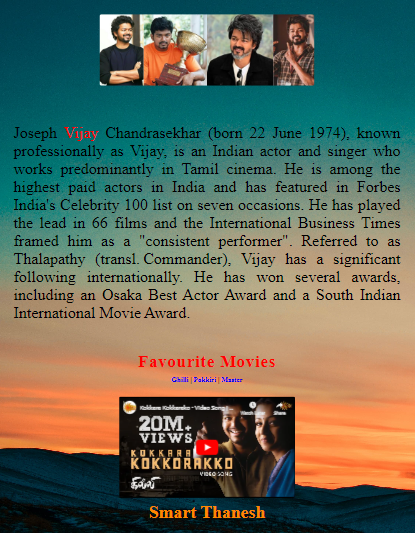 Joseph Vijay Chandrasekhar (born 22 June 1974), known
professionally as Vijay, is an Indian actor and singer who
works predominantly in Tamil cinema. He is among the
highest paid actors in India and has featured in Forbes
India's Celebrity 100 list on seven occasions. He has played
the lead in 66 films and the International Business Times
framed him as a "consistent performer". Referred to as
Thalapathy (transl. Commander), Vijay has a significant
following internationally. He has won several awards,
including an Osaka Best Actor Award and a South Indian
International Movie Award.
Favourite Movies
Ghilli | Pokkiri | Master
Kokkara Kokkarako - Video Song
Share
20M+
VIEWS
KOKKARA
KOKKORAKKO
VIDEO SONG
கில்லி
Smart Thanesh